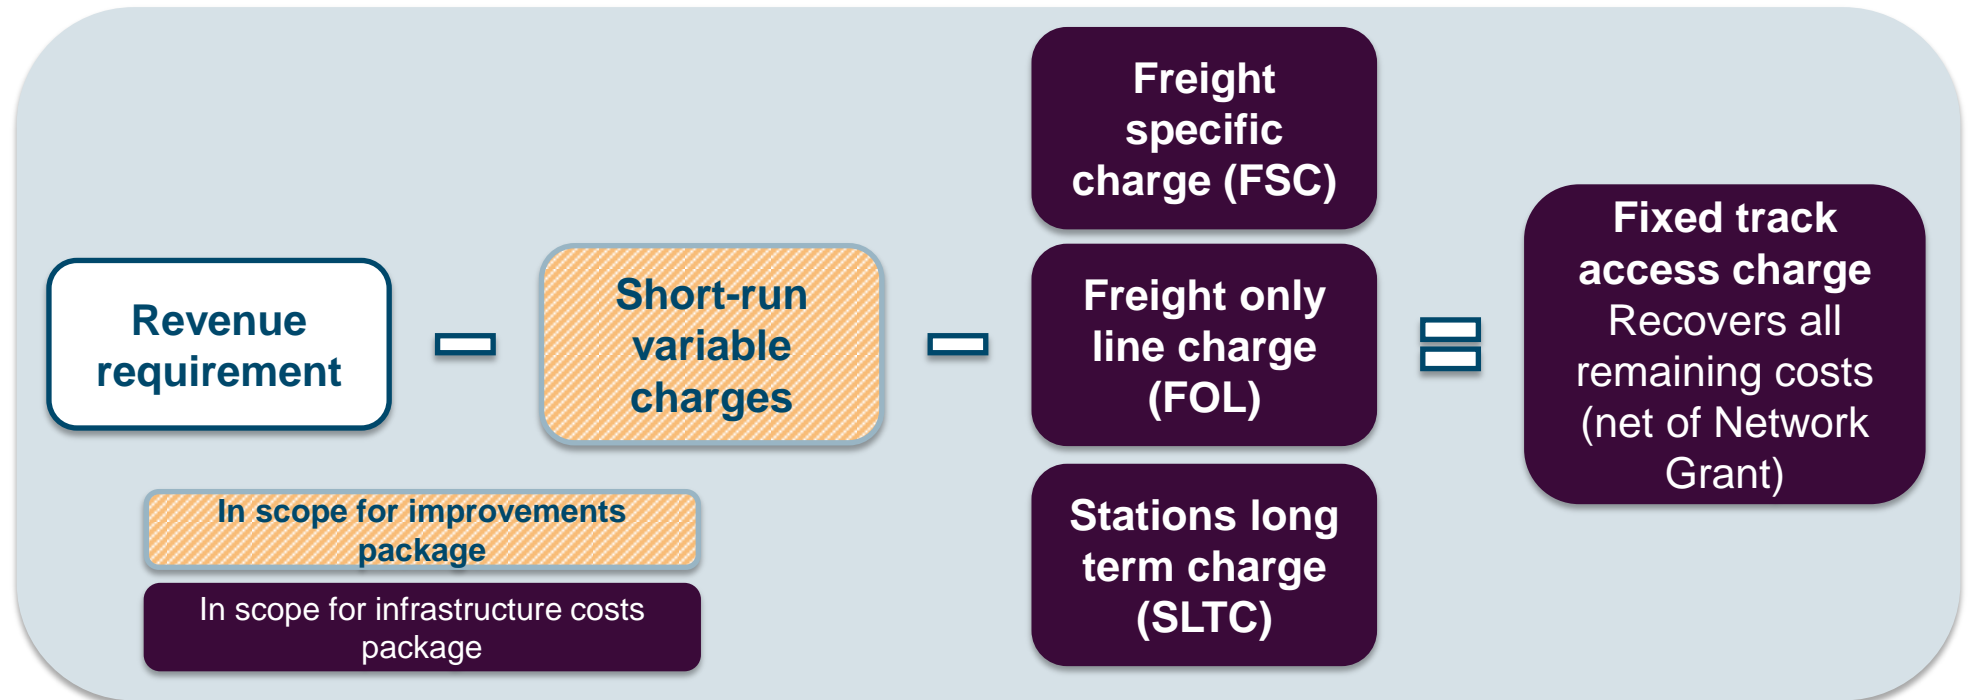 Revenue
requirement
Short-run
variable
charges
Freight
specific
charge (FSC)
Freight only
line charge
(FOL)
Stations long
term charge
(SLTC)
Fixed track
access charge
Recovers all
remaining costs
(net of Network
Grant)
In scope for improvements
package
In scope for infrastructure costs
package